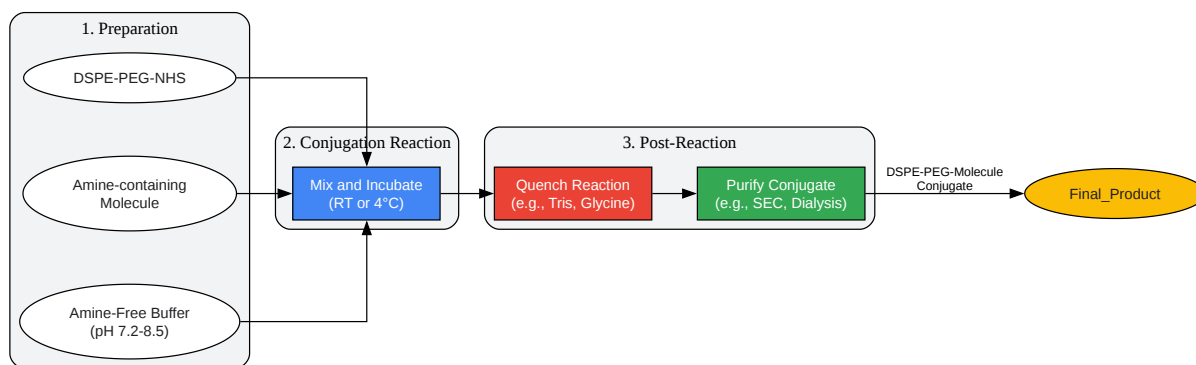 1. Preparation
DSPE-PEG-NHS
Amine-containing
Molecule
Amine-Free Buffer
(pH 7.2-8.5)
2. Conjugation Reaction
Mix and Incubate
(RT or 4°C)
3. Post-Reaction
Quench Reaction
(e.g., Tris, Glycine)
Purify Conjugate
(e.g., SEC, Dialysis)
DSPE-PEG-Molecule
Conjugate
Final_Product